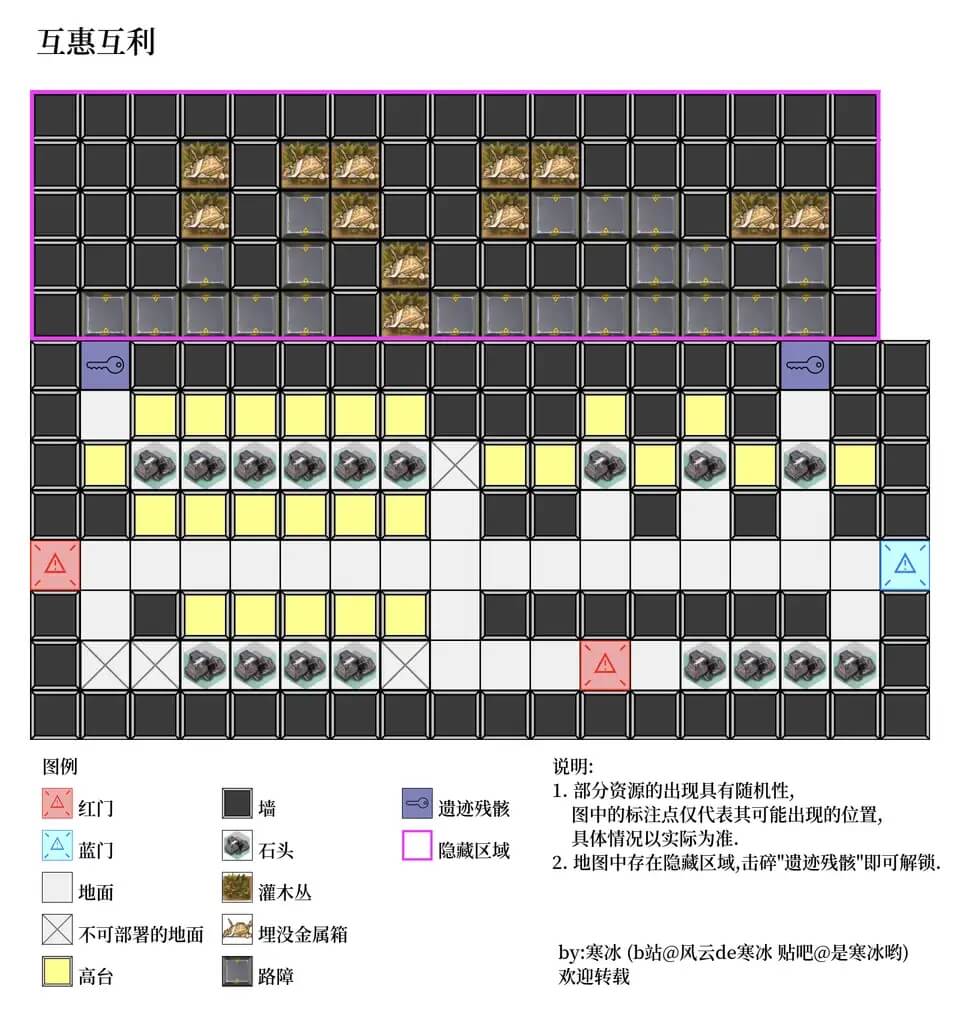 互惠互利
图例
红门
墙
遗迹残骸
蓝门
石头
隐藏区域
地面
灌木丛
不可部署的地面
埋没金属箱
高台
路障
说明:
1. 部分资源的出现具有随机性,
图中的标注点仅代表其可能出现的位置,
具体情况以实际为准.
2. 地图中存在隐藏区域,击碎"遗迹残骸"即可解锁.
by:寒冰 (b站@风云de寒冰 贴吧@是寒冰哟)
欢迎转载